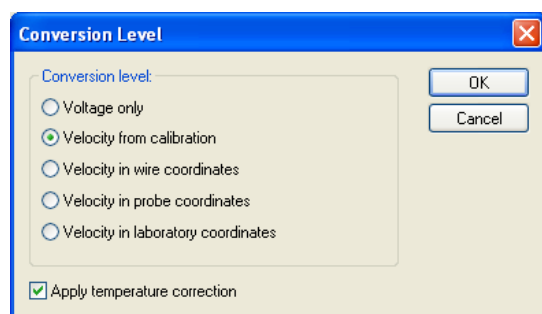 Conversion Level
Conversion level:
Voltage only
Velocity from calibration
Velocity in wire coordinates
Velocity in probe coordinates
Velocity in laboratory coordinates
Apply temperature correction
OK
Cancel